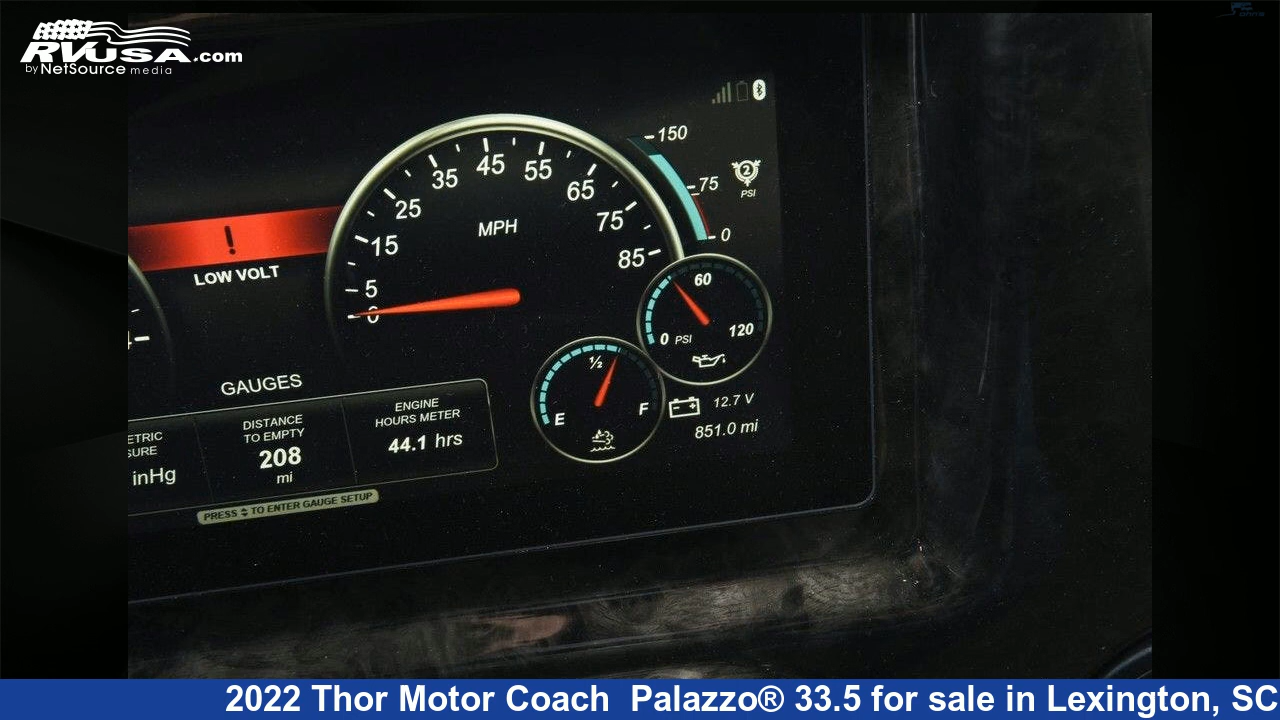 RVUSA.com
by NetSource media
150
75
0
2
PSI
0
5
15
25
35
45
55
65
75
85
MPH
!
LOW VOLT
0
60
120
PSI
E
½
F
12.7 V
851.0 mi
GAUGES
ETRIC
SURE
inHg
DISTANCE
TO EMPTY
208
mi
ENGINE
HOURS METER
44.1 hrs
PRESS TO ENTER GAUGE SETUP
2022 Thor Motor Coach  Palazzo® 33.5 for sale in Lexington, SC